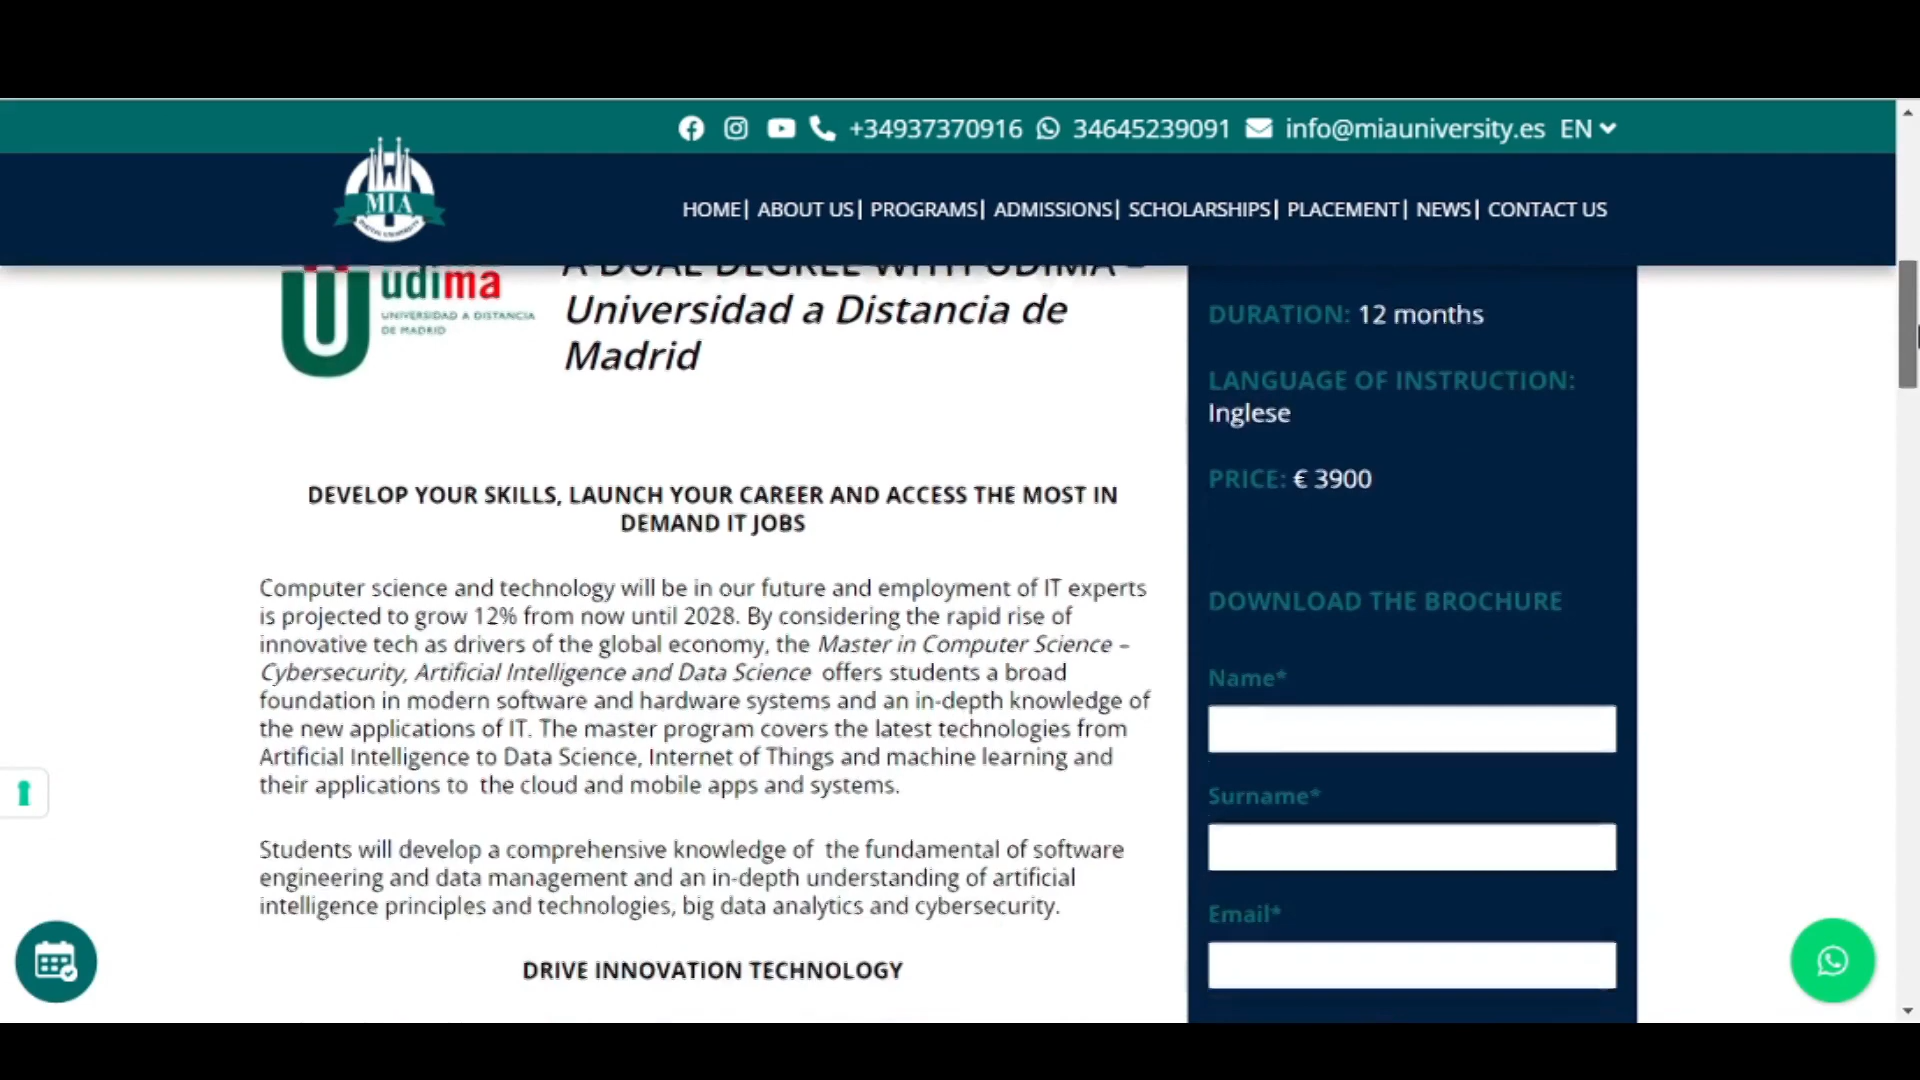 +34937370916 34645239091 info@miauniversity.es EN
MIA
HOME| ABOUT US| PROGRAMS| ADMISSIONS| SCHOLARSHIPS| PLACEMENT| NEWS| CONTACT US
A DUAL DEGREE WITH UDIMA –
Universidad a Distancia de
Madrid
udima
UNIVERSIDAD A DISTANCIA
DE MADRID
DEVELOP YOUR SKILLS, LAUNCH YOUR CAREER AND ACCESS THE MOST IN
DEMAND IT JOBS
Computer science and technology will be in our future and employment of IT experts
is projected to grow 12% from now until 2028. By considering the rapid rise of
innovative tech as drivers of the global economy, the Master in Computer Science –
Cybersecurity, Artificial Intelligence and Data Science offers students a broad
foundation in modern software and hardware systems and an in-depth knowledge of
the new applications of IT. The master program covers the latest technologies from
Artificial Intelligence to Data Science, Internet of Things and machine learning and
their applications to the cloud and mobile apps and systems.
Students will develop a comprehensive knowledge of the fundamental of software
engineering and data management and an in-depth understanding of artificial
intelligence principles and technologies, big data analytics and cybersecurity.
DRIVE INNOVATION TECHNOLOGY
DURATION: 12 months
LANGUAGE OF INSTRUCTION:
Inglese
PRICE: € 3900
DOWNLOAD THE BROCHURE
Name*
Surname*
Email*